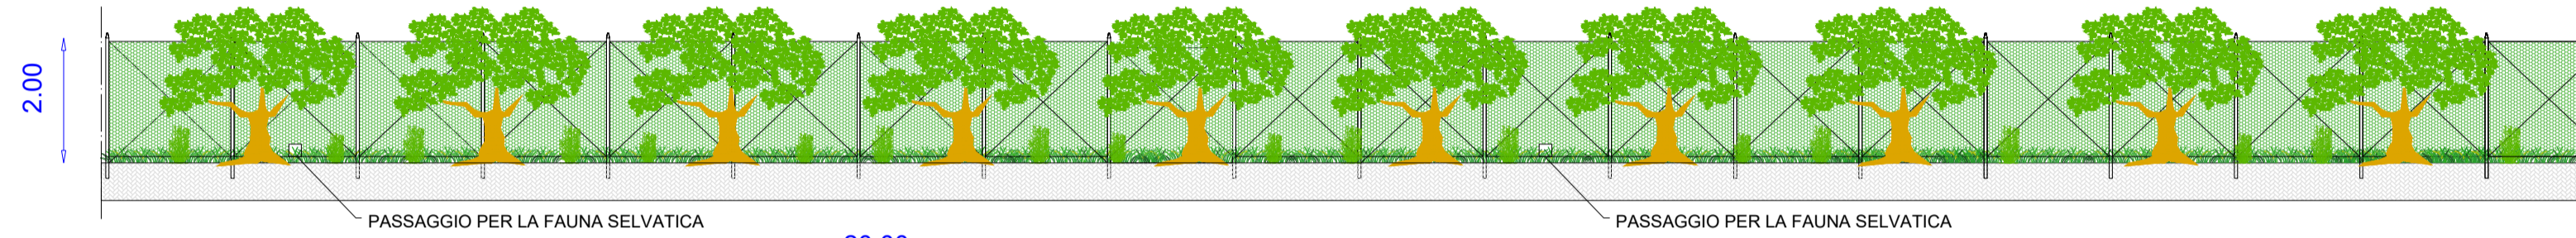 2.00
PASSAGGIO PER LA FAUNA SELVATICA
PASSAGGIO PER LA FAUNA SELVATICA